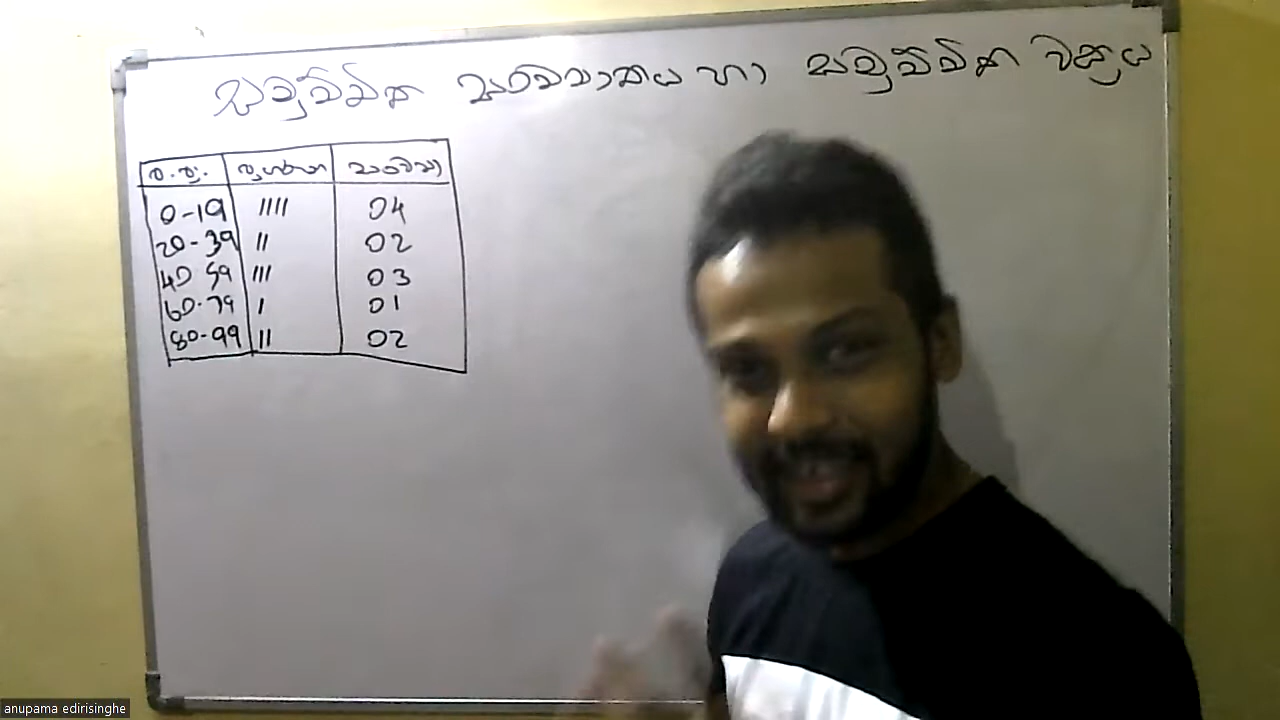 සමුච්චිත සංඛ්‍යාතය හා සමුච්චිත වක්‍රය
ප.ප්‍ර. ප්‍රගණන සංඛ්‍යා
0-19 //// 04
20-39 // 02
40 59 /// 03
60-79 / 01
80-99 // 02
anupama edirisinghe